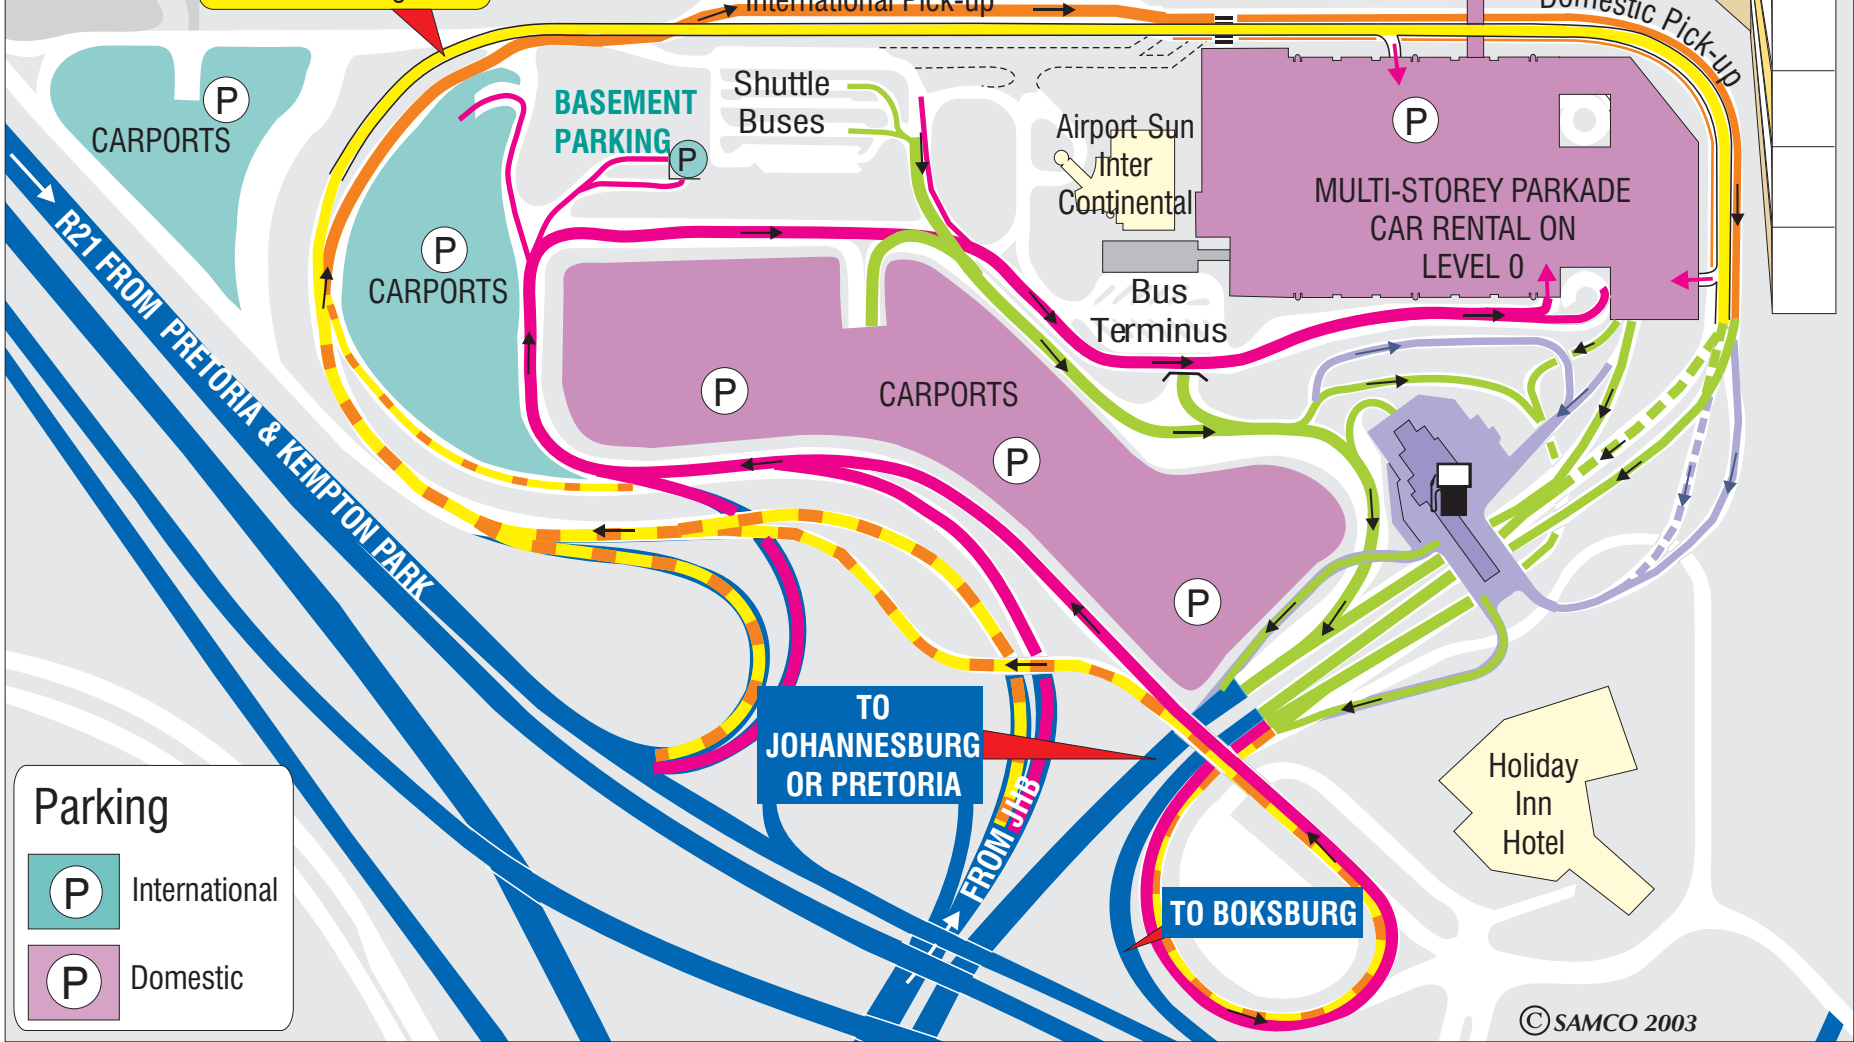 International Pick-up
Domestic Pick-up
P
CARPORTS
BASEMENT
PARKING
P
Shuttle
Buses
Airport Sun
Inter
Continental
P
MULTI-STOREY PARKADE
CAR RENTAL ON
LEVEL 0
P
CARPORTS
Bus
Terminus
R21 FROM PRETORIA & KEMPTON PARK
P
CARPORTS
P
P
TO
JOHANNESBURG
OR PRETORIA
FROM JHB
TO BOKSBURG
Holiday
Inn
Hotel
Parking
P International
P Domestic
© SAMCO 2003